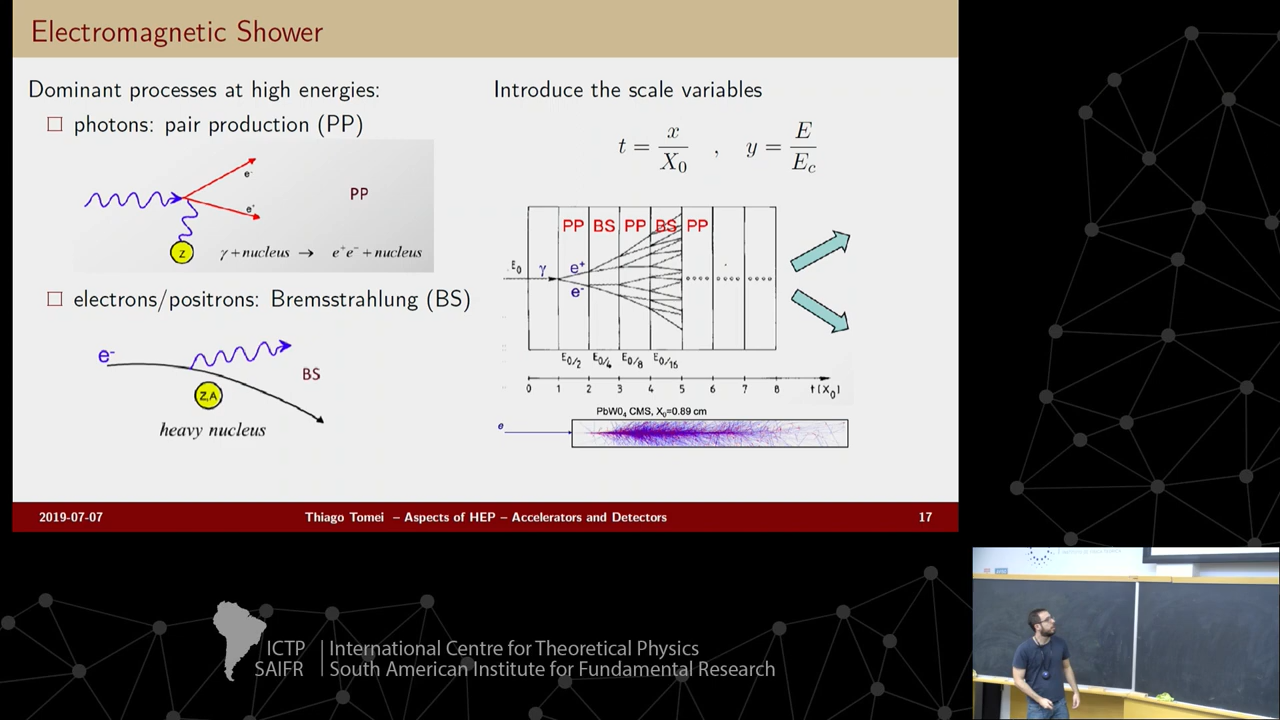 Electromagnetic Shower
Dominant processes at high energies:
photons: pair production (PP)
e-
e+
PP
Z
γ + nucleus → e⁺e⁻ + nucleus
electrons/positrons: Bremsstrahlung (BS)
e-
BS
Z,A
heavy nucleus
Introduce the scale variables
t = x/X₀ , y = E/E_c
PP BS PP BS PP
E₀ γ e+
e-
E₀/2 E₀/4 E₀/8 E₀/16
0 1 2 3 4 5 6 7 8 t[X₀]
PbWO₄ CMS, X₀=0.89 cm
e
2019-07-07 Thiago Tomei – Aspects of HEP – Accelerators and Detectors 17
ICTP International Centre for Theoretical Physics
SAIFR South American Institute for Fundamental Research